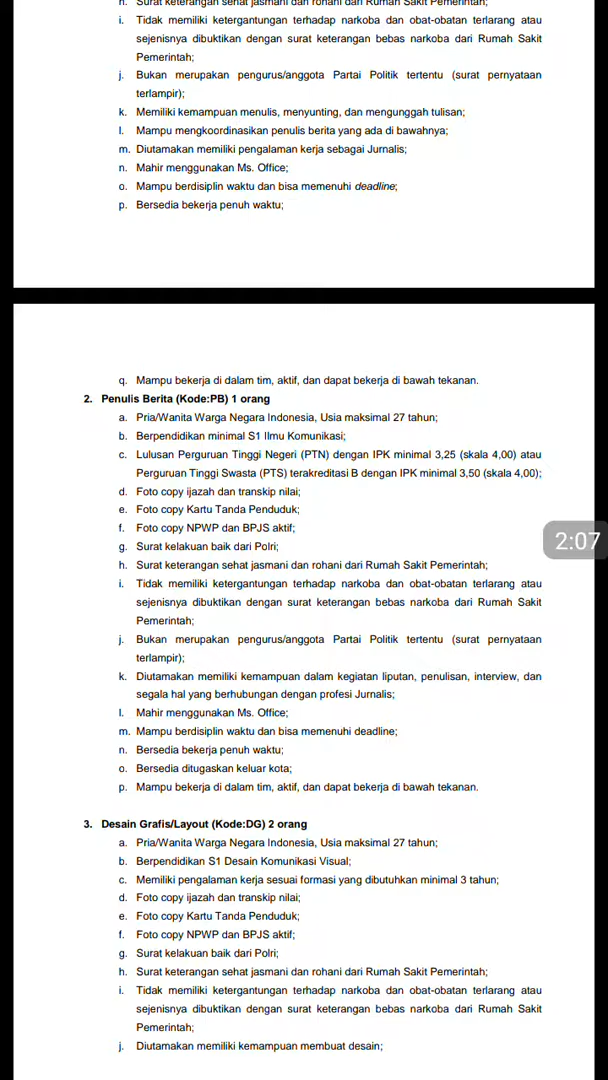 h. Surat keterangan sehat jasmani dan rohani dari Rumah Sakit Pemerintah;
i. Tidak memiliki ketergantungan terhadap narkoba dan obat-obatan terlarang atau
sejenisnya dibuktikan dengan surat keterangan bebas narkoba dari Rumah Sakit
Pemerintah;
j. Bukan merupakan pengurus/anggota Partai Politik tertentu (surat pernyataan
terlampir);
k. Memiliki kemampuan menulis, menyunting, dan mengunggah tulisan;
l. Mampu mengkoordinasikan penulis berita yang ada di bawahnya;
m. Diutamakan memiliki pengalaman kerja sebagai Jurnalis;
n. Mahir menggunakan Ms. Office;
o. Mampu berdisiplin waktu dan bisa memenuhi deadline;
p. Bersedia bekerja penuh waktu;
q. Mampu bekerja di dalam tim, aktif, dan dapat bekerja di bawah tekanan.
2. Penulis Berita (Kode:PB) 1 orang
a. Pria/Wanita Warga Negara Indonesia, Usia maksimal 27 tahun;
b. Berpendidikan minimal S1 Ilmu Komunikasi;
c. Lulusan Perguruan Tinggi Negeri (PTN) dengan IPK minimal 3,25 (skala 4,00) atau
Perguruan Tinggi Swasta (PTS) terakreditasi B dengan IPK minimal 3,50 (skala 4,00);
d. Foto copy ijazah dan transkip nilai;
e. Foto copy Kartu Tanda Penduduk;
f. Foto copy NPWP dan BPJS aktif;
2:07
g. Surat kelakuan baik dari Polri;
h. Surat keterangan sehat jasmani dan rohani dari Rumah Sakit Pemerintah;
i. Tidak memiliki ketergantungan terhadap narkoba dan obat-obatan terlarang atau
sejenisnya dibuktikan dengan surat keterangan bebas narkoba dari Rumah Sakit
Pemerintah;
j. Bukan merupakan pengurus/anggota Partai Politik tertentu (surat pernyataan
terlampir);
k. Diutamakan memiliki kemampuan dalam kegiatan liputan, penulisan, interview, dan
segala hal yang berhubungan dengan profesi Jurnalis;
l. Mahir menggunakan Ms. Office;
m. Mampu berdisiplin waktu dan bisa memenuhi deadline;
n. Bersedia bekerja penuh waktu;
o. Bersedia ditugaskan keluar kota;
p. Mampu bekerja di dalam tim, aktif, dan dapat bekerja di bawah tekanan.
3. Desain Grafis/Layout (Kode:DG) 2 orang
a. Pria/Wanita Warga Negara Indonesia, Usia maksimal 27 tahun;
b. Berpendidikan S1 Desain Komunikasi Visual;
c. Memiliki pengalaman kerja sesuai formasi yang dibutuhkan minimal 3 tahun;
d. Foto copy ijazah dan transkip nilai;
e. Foto copy Kartu Tanda Penduduk;
f. Foto copy NPWP dan BPJS aktif;
g. Surat kelakuan baik dari Polri;
h. Surat keterangan sehat jasmani dan rohani dari Rumah Sakit Pemerintah;
i. Tidak memiliki ketergantungan terhadap narkoba dan obat-obatan terlarang atau
sejenisnya dibuktikan dengan surat keterangan bebas narkoba dari Rumah Sakit
Pemerintah;
j. Diutamakan memiliki kemampuan membuat desain;